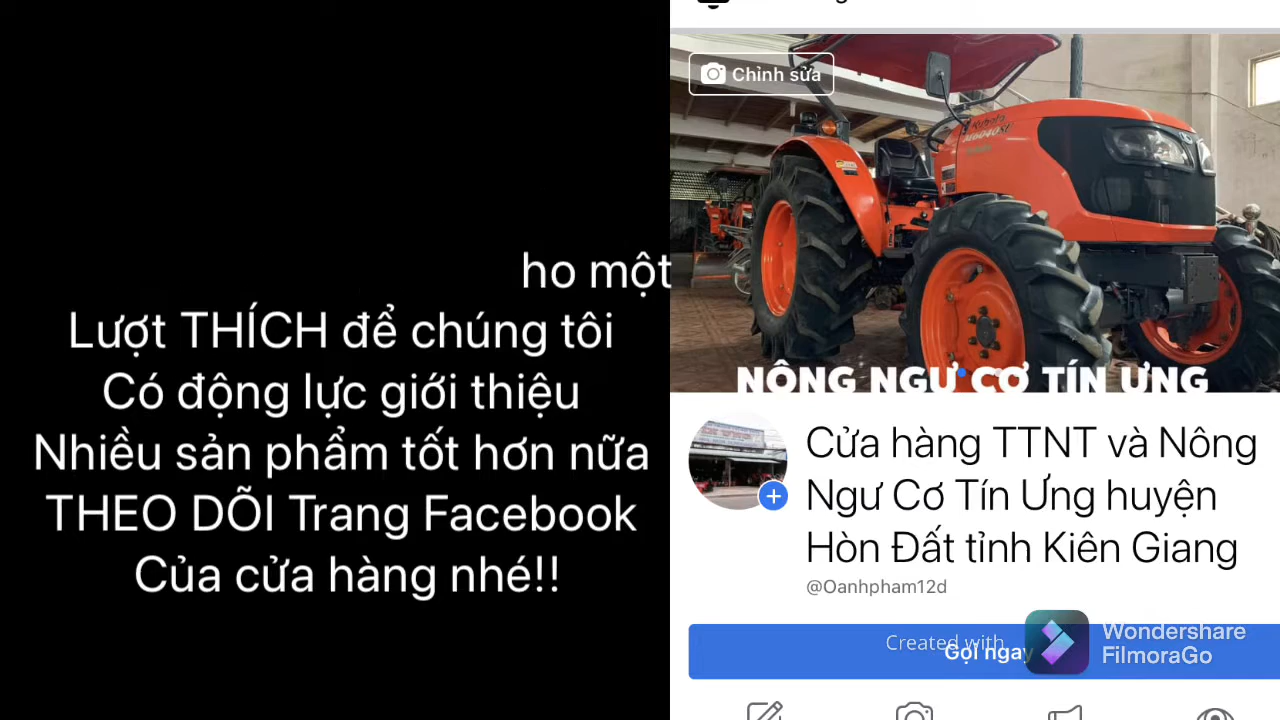 ho một
Lượt THÍCH để chúng tôi
Có động lực giới thiệu
Nhiều sản phẩm tốt hơn nữa
THEO DÕI Trang Facebook
Của cửa hàng nhé!!
Chỉnh sửa
Kubota
M6040SU
NÔNG NGƯ CƠ TÍN ƯNG
Cửa hàng TTNT và Nông
Ngư Cơ Tín Ưng huyện
Hòn Đất tỉnh Kiên Giang
@Oanhpham12d
Gọi ngay
Created with
Wondershare
FilmoraGo